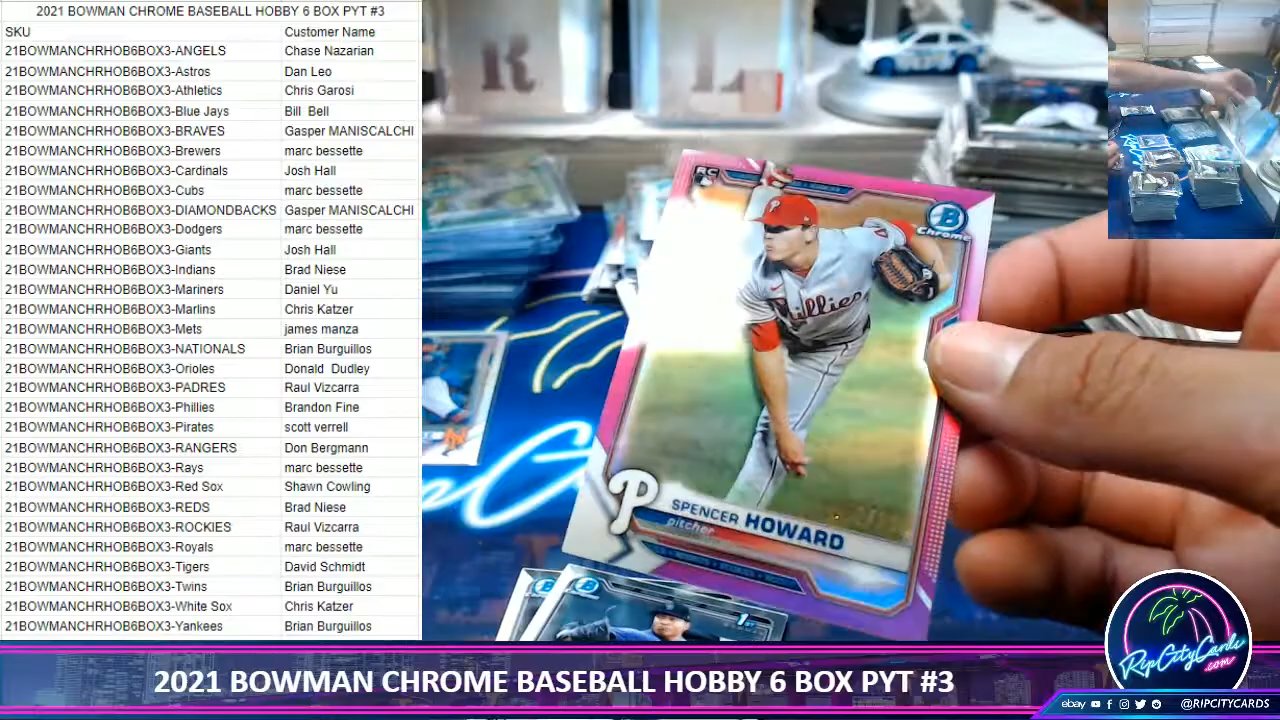 2021 BOWMAN CHROME BASEBALL HOBBY 6 BOX PYT #3
SKU Customer Name
21BOWMANCHRHOB6BOX3-ANGELS Chase Nazarian
21BOWMANCHRHOB6BOX3-Astros Dan Leo
21BOWMANCHRHOB6BOX3-Athletics Chris Garosi
21BOWMANCHRHOB6BOX3-Blue Jays Bill Bell
21BOWMANCHRHOB6BOX3-BRAVES Gasper MANISCALCHI
21BOWMANCHRHOB6BOX3-Brewers marc bessette
21BOWMANCHRHOB6BOX3-Cardinals Josh Hall
21BOWMANCHRHOB6BOX3-Cubs marc bessette
21BOWMANCHRHOB6BOX3-DIAMONDBACKS Gasper MANISCALCHI
21BOWMANCHRHOB6BOX3-Dodgers marc bessette
21BOWMANCHRHOB6BOX3-Giants Josh Hall
21BOWMANCHRHOB6BOX3-Indians Brad Niese
21BOWMANCHRHOB6BOX3-Mariners Daniel Yu
21BOWMANCHRHOB6BOX3-Marlins Chris Katzer
21BOWMANCHRHOB6BOX3-Mets james manza
21BOWMANCHRHOB6BOX3-NATIONALS Brian Burguillos
21BOWMANCHRHOB6BOX3-Orioles Donald Dudley
21BOWMANCHRHOB6BOX3-PADRES Raul Vizcarra
21BOWMANCHRHOB6BOX3-Phillies Brandon Fine
21BOWMANCHRHOB6BOX3-Pirates scott verrell
21BOWMANCHRHOB6BOX3-RANGERS Don Bergmann
21BOWMANCHRHOB6BOX3-Rays marc bessette
21BOWMANCHRHOB6BOX3-Red Sox Shawn Cowling
21BOWMANCHRHOB6BOX3-REDS Brad Niese
21BOWMANCHRHOB6BOX3-ROCKIES Raul Vizcarra
21BOWMANCHRHOB6BOX3-Royals marc bessette
21BOWMANCHRHOB6BOX3-Tigers David Schmidt
21BOWMANCHRHOB6BOX3-Twins Brian Burguillos
21BOWMANCHRHOB6BOX3-White Sox Chris Katzer
21BOWMANCHRHOB6BOX3-Yankees Brian Burguillos
R L
RC
B
Chrome
P
Phillies
P
SPENCER HOWARD
pitcher
B
B
1st
2021 BOWMAN CHROME BASEBALL HOBBY 6 BOX PYT #3
RipCityCards
.com
ebay @RIPCITYCARDS